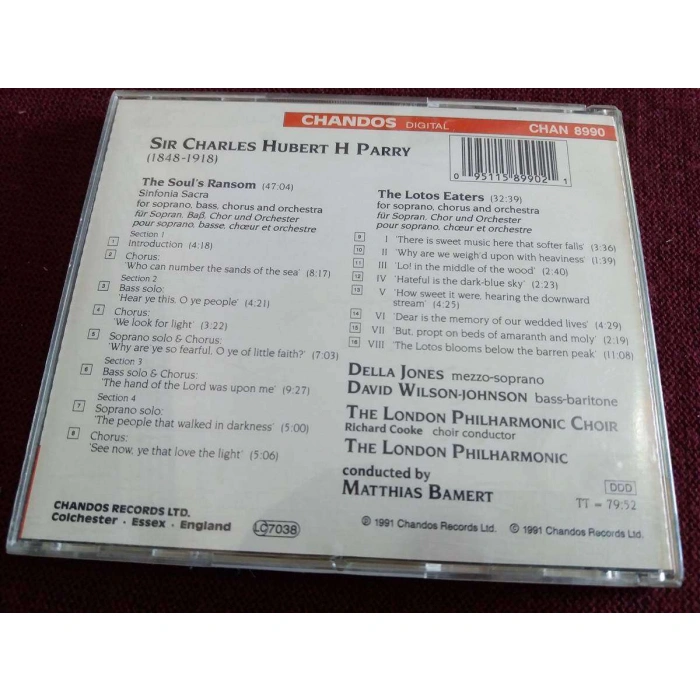 CHANDOS DIGITAL CHAN 8990
SIR CHARLES HUBERT H PARRY
(1848-1918)
0 95115 89902 1
The Soul's Ransom (47:04)
Sinfonia Sacra
for soprano, bass, chorus and orchestra
für Sopran, Baß, Chor und Orchester
pour soprano, basse, chœur et orchestre
Section 1
1 Introduction (4:18)
2 Chorus:
'Who can number the sands of the sea' (8:17)
Section 2
3 Bass solo:
'Hear ye this, O ye people' (4:21)
4 Chorus:
'We look for light' (3:22)
5 Soprano solo & Chorus:
'Why are ye so fearful, O ye of little faith?' (7:03)
Section 3
6 Bass solo & Chorus:
'The hand of the Lord was upon me' (9:27)
Section 4
7 Soprano solo:
'The people that walked in darkness' (5:00)
8 Chorus:
'See now, ye that love the light' (5:06)
The Lotos Eaters (32:39)
for soprano, chorus and orchestra
für Sopran, Chor und Orchester
pour soprano, chœur et orchestre
9 I 'There is sweet music here that softer falls' (3:36)
10 II 'Why are we weigh'd upon with heaviness' (1:39)
11 III 'Lo! in the middle of the wood' (2:40)
12 IV 'Hateful is the dark-blue sky' (2:23)
13 V 'How sweet it were, hearing the downward
stream' (4:25)
14 VI 'Dear is the memory of our wedded lives' (4:29)
15 VII 'But, propt on beds of amaranth and moly' (2:19)
16 VIII 'The Lotos blooms below the barren peak' (11:08)
DELLA JONES mezzo-soprano
DAVID WILSON-JOHNSON bass-baritone
THE LONDON PHILHARMONIC CHOIR
Richard Cooke choir conductor
THE LONDON PHILHARMONIC
conducted by
MATTHIAS BAMERT
DDD
TT = 79:52
CHANDOS RECORDS LTD.
Colchester · Essex · England
LC7038
℗ 1991 Chandos Records Ltd. © 1991 Chandos Records Ltd.